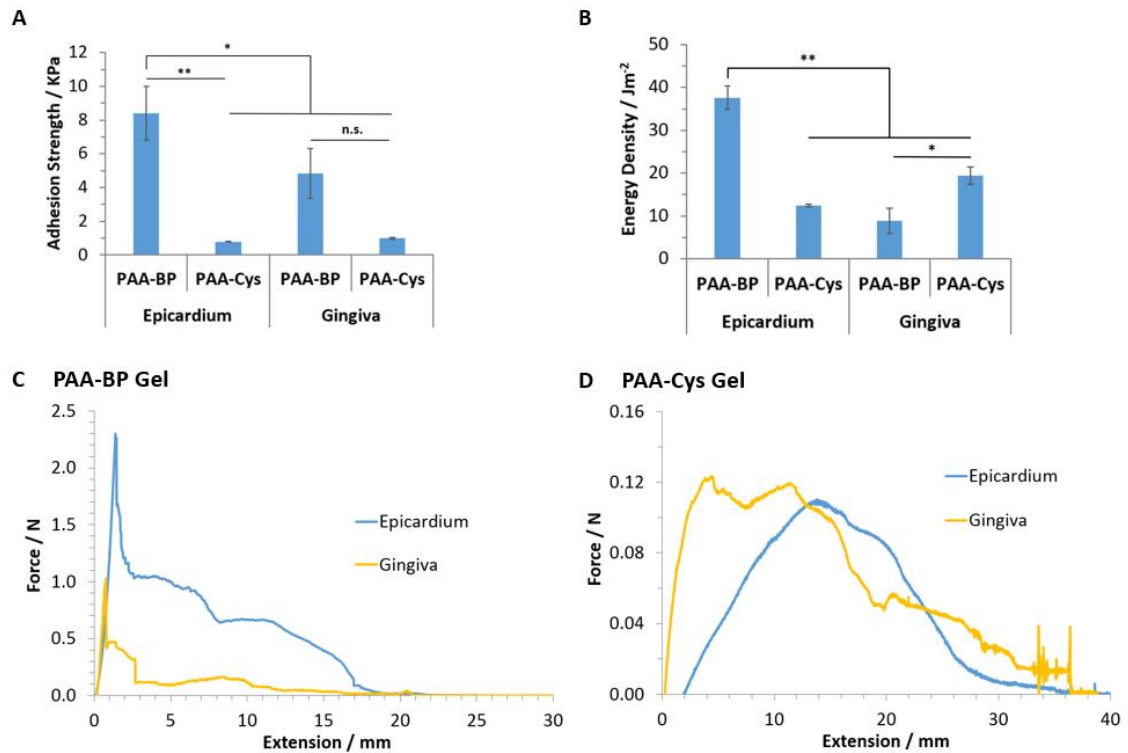 A
Adhesion Strength / KPa
12
10
8
6
4
2
0
*
**
n.s.
PAA-BP PAA-Cys PAA-BP PAA-Cys
Epicardium Gingiva
B
Energy Density / Jm-2
50
40
30
20
10
0
**
*
PAA-BP PAA-Cys PAA-BP PAA-Cys
Epicardium Gingiva
C PAA-BP Gel
Force / N
2.5
2.0
1.5
1.0
0.5
0.0
Epicardium
Gingiva
0 5 10 15 20 25 30
Extension / mm
D PAA-Cys Gel
Force / N
0.16
0.12
0.08
0.04
0.00
Epicardium
Gingiva
0 10 20 30 40
Extension / mm